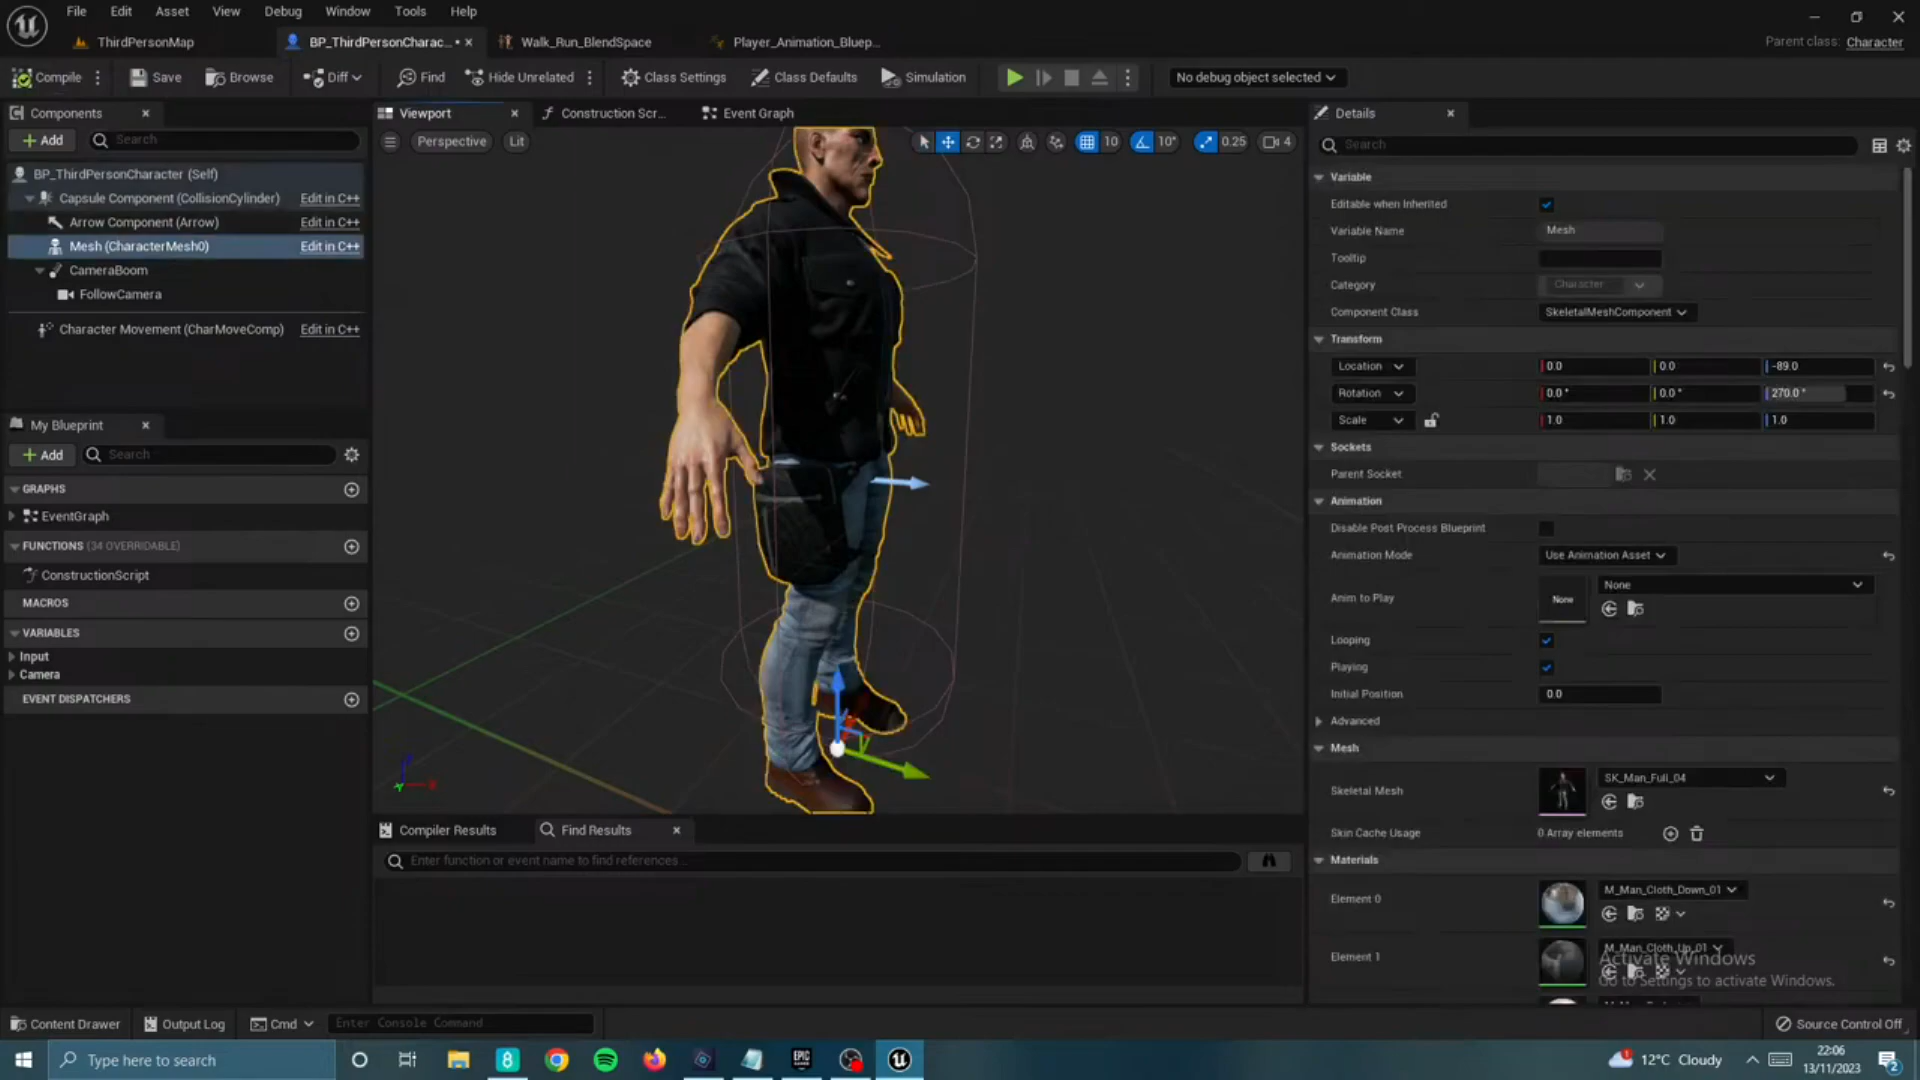 File Edit Asset View Debug Window Tools Help
ThirdPersonMap BP_ThirdPersonCharac... Walk_Run_BlendSpace Player_Animation_Bluep...
Parent class: Character
Compile Save Browse Diff Find Hide Unrelated Class Settings Class Defaults Simulation No debug object selected
Components
Add Search
BP_ThirdPersonCharacter (Self)
Capsule Component (CollisionCylinder) Edit in C++
Arrow Component (Arrow) Edit in C++
Mesh (CharacterMesh0) Edit in C++
CameraBoom
FollowCamera
Character Movement (CharMoveComp) Edit in C++
My Blueprint
Add Search
GRAPHS
EventGraph
FUNCTIONS (34 OVERRIDABLE)
ConstructionScript
MACROS
VARIABLES
Input
Camera
EVENT DISPATCHERS
Viewport Construction Scr... Event Graph
Perspective Lit 10 10° 0.25 4
Compiler Results Find Results
Enter function or event name to find references...
Details
Search
Variable
Editable when Inherited
Variable Name Mesh
Tooltip
Category Character
Component Class SkeletalMeshComponent
Transform
Location 0.0 0.0 -89.0
Rotation 0.0° 0.0° 270.0°
Scale 1.0 1.0 1.0
Sockets
Parent Socket
Animation
Disable Post Process Blueprint
Animation Mode Use Animation Asset
Anim to Play None None
Looping
Playing
Initial Position 0.0
Advanced
Mesh
Skeletal Mesh SK_Man_Full_04
Skin Cache Usage 0 Array elements
Materials
Element 0 M_Man_Cloth_Down_01
Element 1 M_Man_Cloth_Up_01
Activate Windows
Go to Settings to activate Windows.
Content Drawer Output Log Cmd Enter Console Command Source Control Off
Type here to search
EPIC
12°C Cloudy
22:06
13/11/2023
2